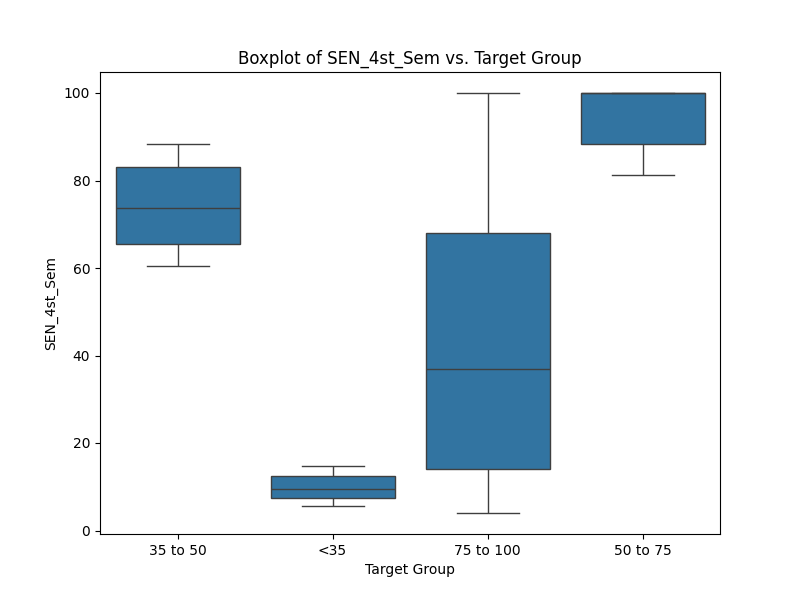 Boxplot of SEN_4st_Sem vs. Target Group
100
80
60
40
20
0
SEN_4st_Sem
35 to 50
<35
75 to 100
50 to 75
Target Group